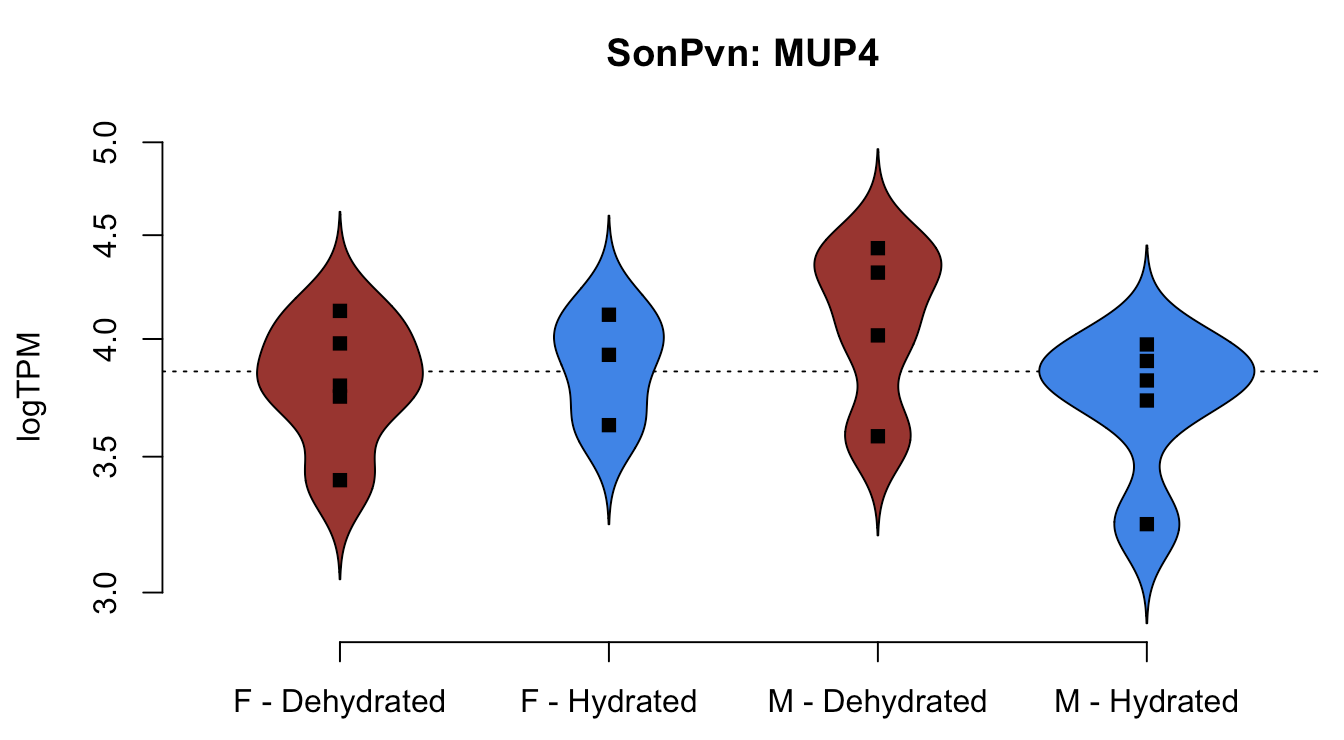 SonPvn: MUP4
5.0
4.5
4.0
3.5
3.0
logTPM
F - Dehydrated
F - Hydrated
M - Dehydrated
M - Hydrated